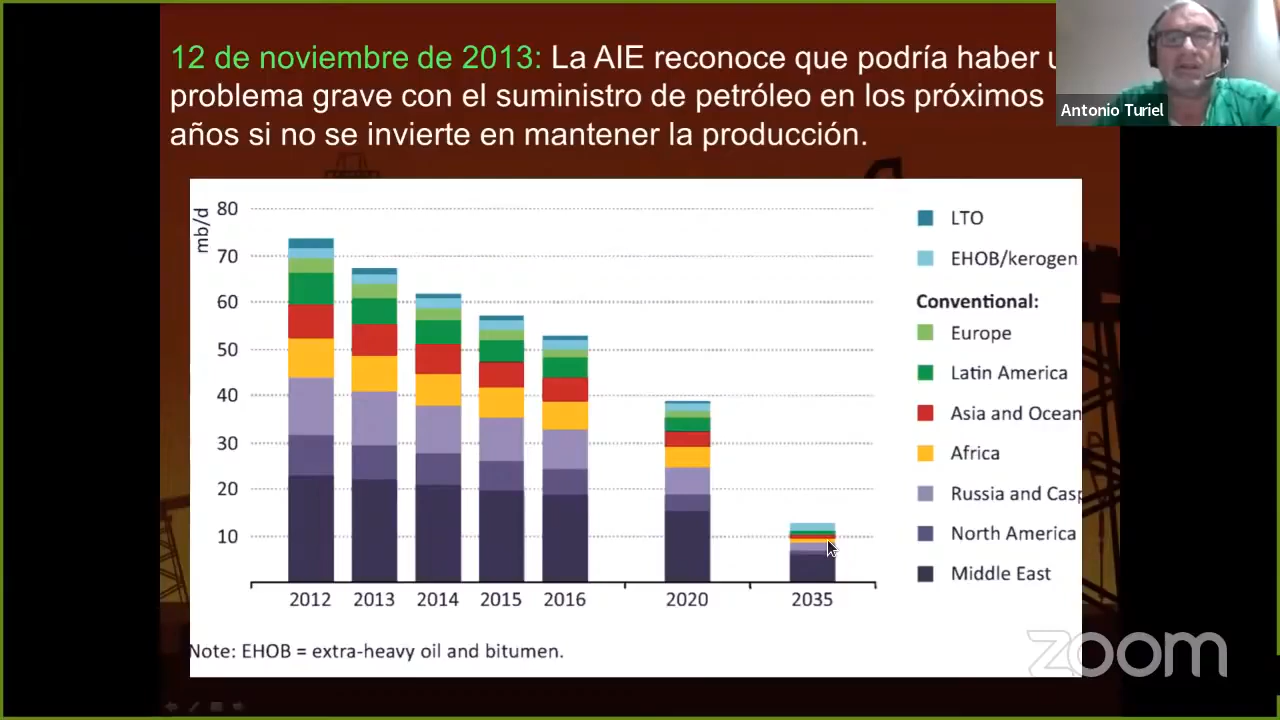 12 de noviembre de 2013: La AIE reconoce que podría haber
problema grave con el suministro de petróleo en los próximos
años si no se invierte en mantener la producción.
Antonio Turiel
mb/d
80
70
60
50
40
30
20
10
2012 2013 2014 2015 2016 2020 2035
LTO
EHOB/kerogen
Conventional:
Europe
Latin America
Asia and Ocean
Africa
Russia and Casp
North America
Middle East
Note: EHOB = extra-heavy oil and bitumen.
zoom